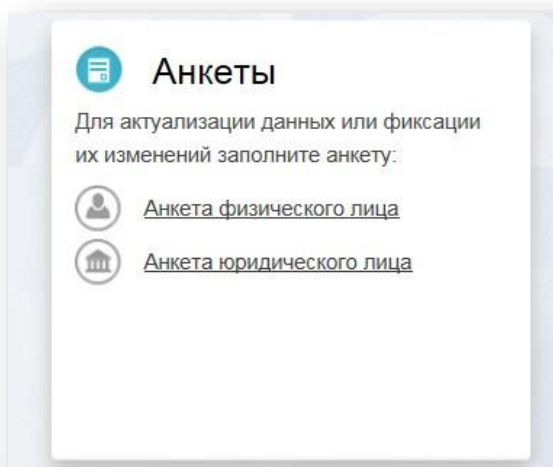 Анкеты
Для актуализации данных или фиксации
их изменений заполните анкету:
Анкета физического лица
Анкета юридического лица